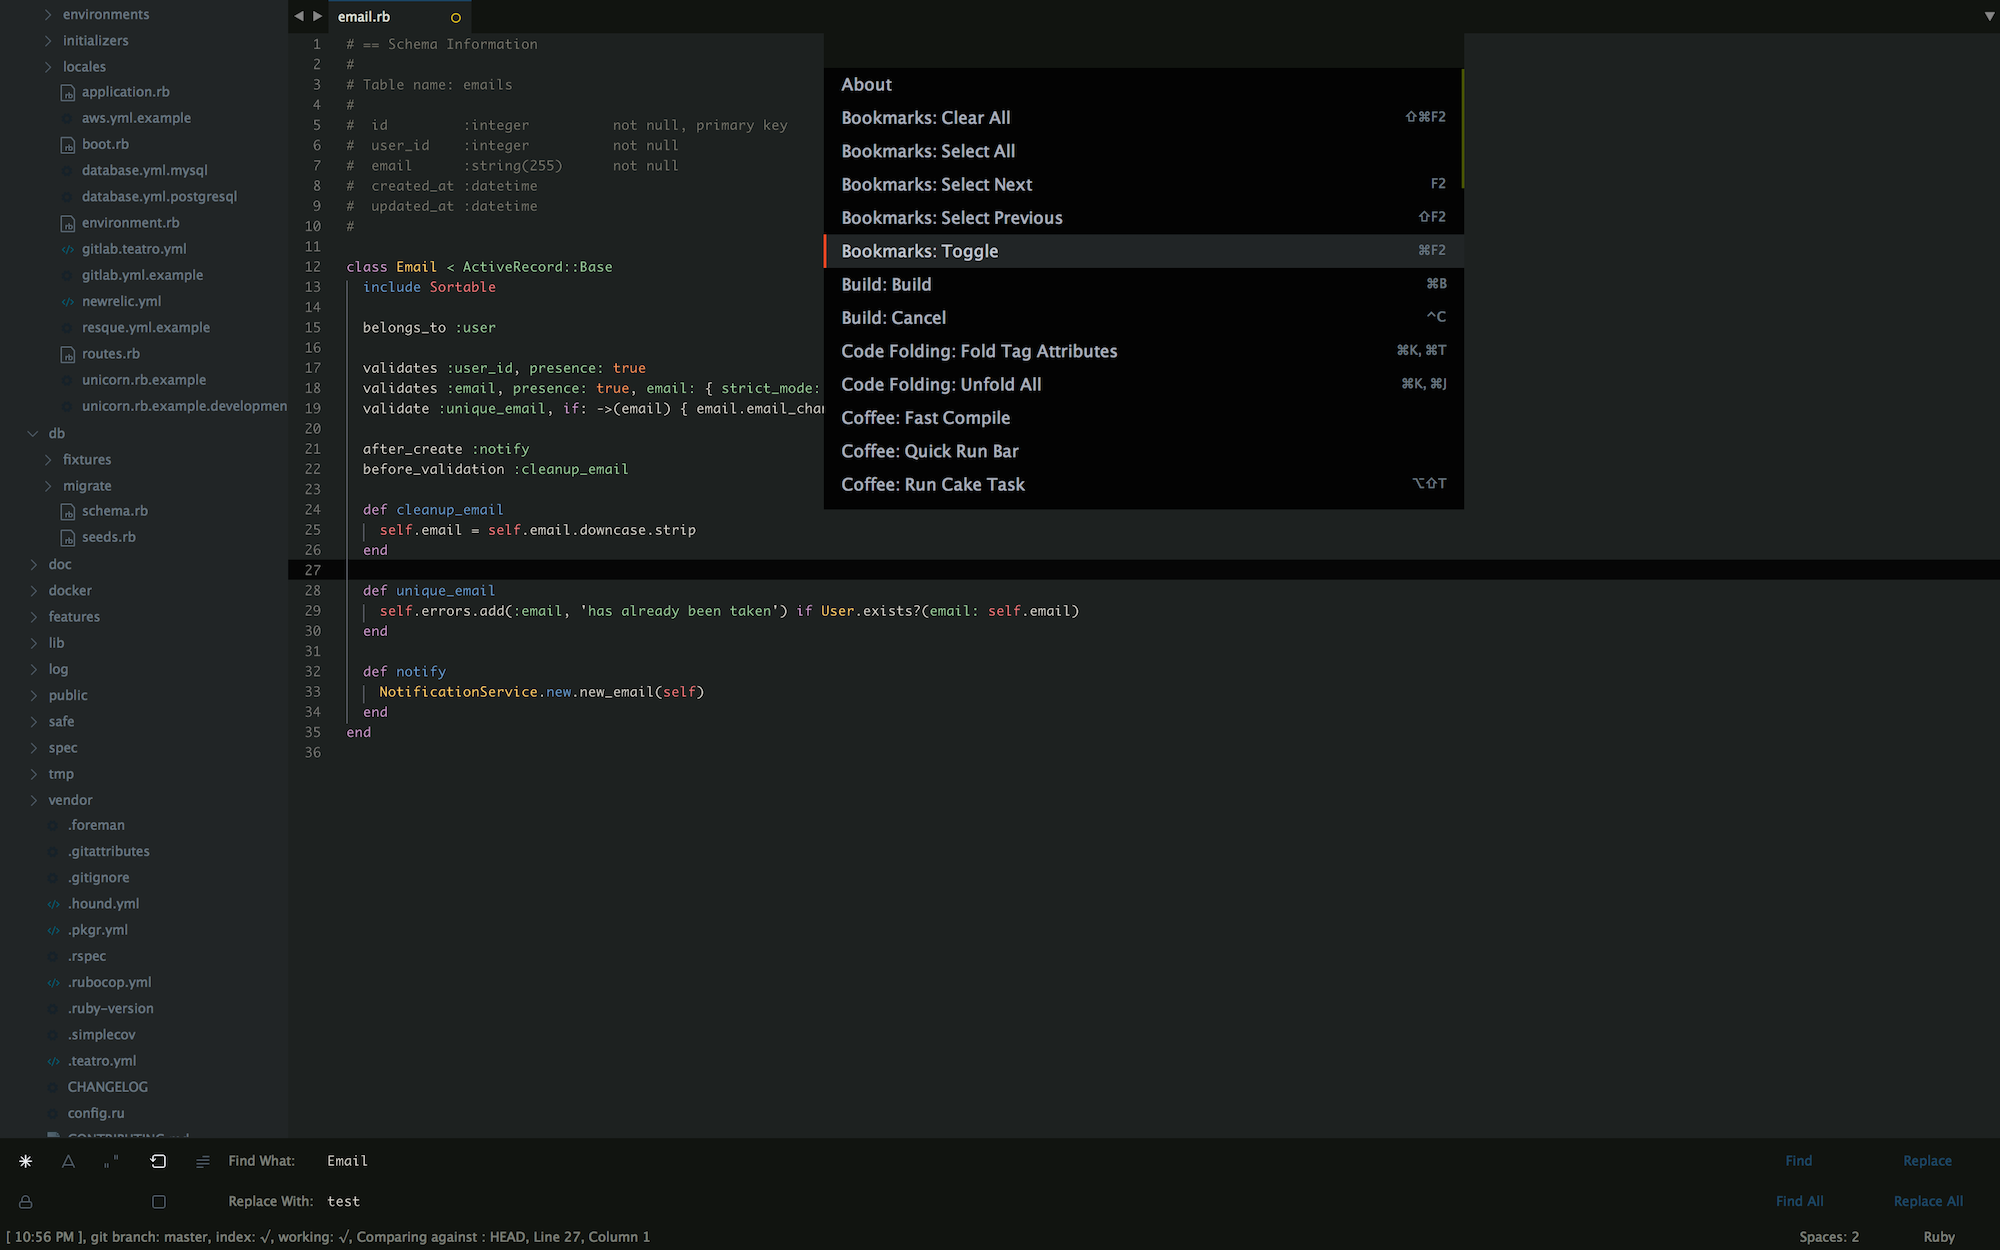 environments
initializers
locales
application.rb
aws.yml.example
boot.rb
database.yml.mysql
database.yml.postgresql
environment.rb
gitlab.teatro.yml
gitlab.yml.example
newrelic.yml
resque.yml.example
routes.rb
unicorn.rb.example
unicorn.rb.example.developmen
db
fixtures
migrate
schema.rb
seeds.rb
doc
docker
features
lib
log
public
safe
spec
tmp
vendor
.foreman
.gitattributes
.gitignore
.hound.yml
.pkgr.yml
.rspec
.rubocop.yml
.ruby-version
.simplecov
.teatro.yml
CHANGELOG
config.ru
CONTRIBUTING.md
email.rb
1 # == Schema Information
2 #
3 # Table name: emails
4 #
5 #  id         :integer          not null, primary key
6 #  user_id    :integer          not null
7 #  email      :string(255)      not null
8 #  created_at :datetime
9 #  updated_at :datetime
10 #
11
12 class Email < ActiveRecord::Base
13   include Sortable
14
15   belongs_to :user
16
17   validates :user_id, presence: true
18   validates :email, presence: true, email: { strict_mode:
19   validate :unique_email, if: ->(email) { email.email_cha
20
21   after_create :notify
22   before_validation :cleanup_email
23
24   def cleanup_email
25     self.email = self.email.downcase.strip
26   end
27
28   def unique_email
29     self.errors.add(:email, 'has already been taken') if User.exists?(email: self.email)
30   end
31
32   def notify
33     NotificationService.new.new_email(self)
34   end
35 end
36
About
Bookmarks: Clear All ⇧⌘F2
Bookmarks: Select All
Bookmarks: Select Next F2
Bookmarks: Select Previous ⇧F2
Bookmarks: Toggle ⌘F2
Build: Build ⌘B
Build: Cancel ^C
Code Folding: Fold Tag Attributes ⌘K, ⌘T
Code Folding: Unfold All ⌘K, ⌘J
Coffee: Fast Compile
Coffee: Quick Run Bar
Coffee: Run Cake Task ⌥⇧T
Find What: Email Find Replace
Replace With: test Find All Replace All
[ 10:56 PM ], git branch: master, index: √, working: √, Comparing against : HEAD, Line 27, Column 1 Spaces: 2 Ruby